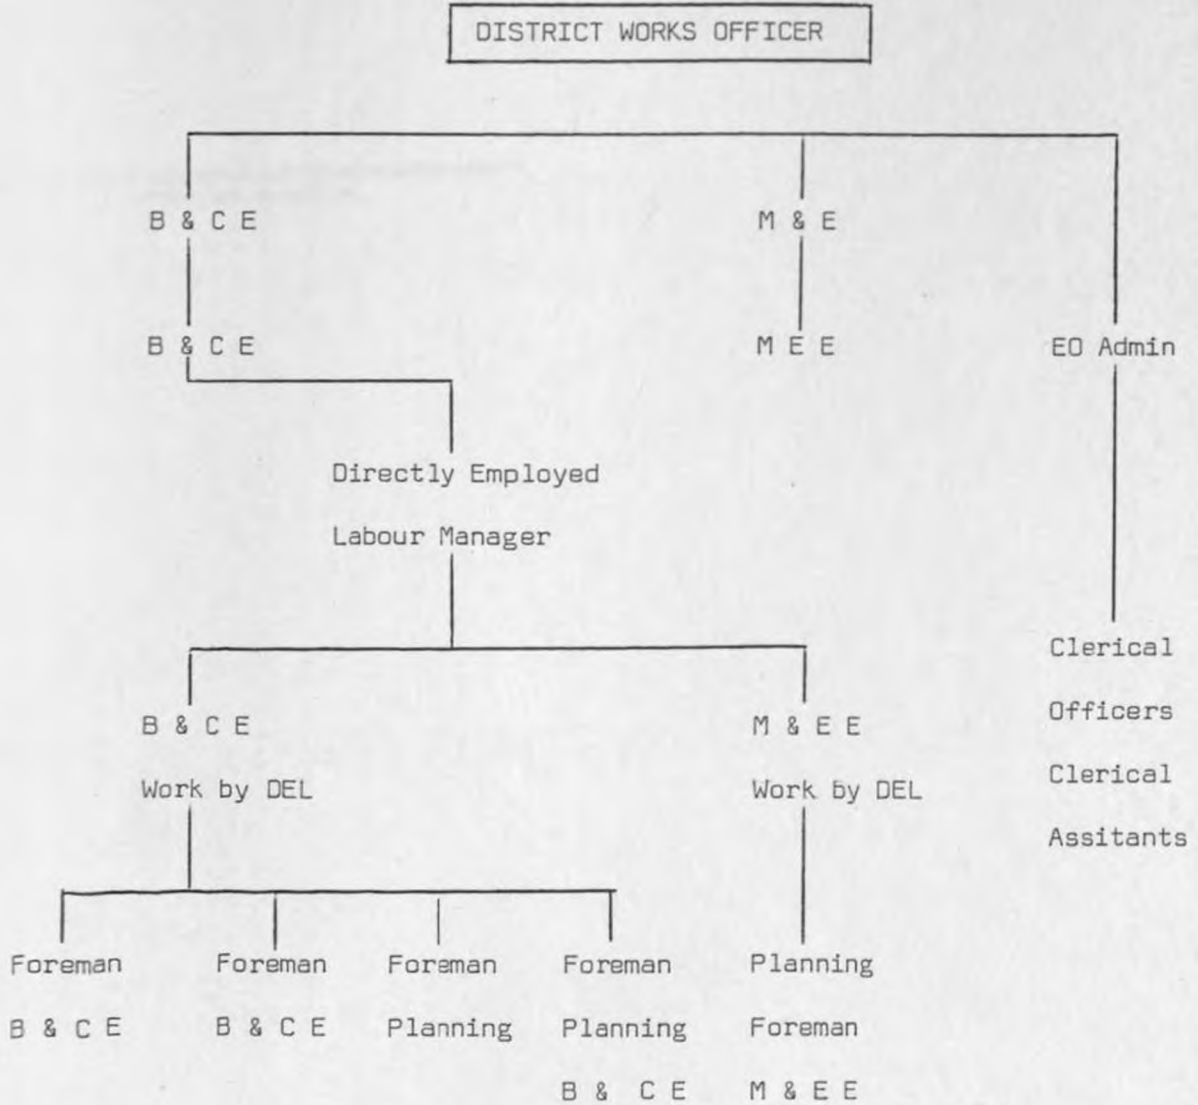 DISTRICT WORKS OFFICER
B & C E
M & E
B & C E
M E E
EO Admin
Directly Employed
Labour Manager
B & C E
Work by DEL
M & E E
Work by DEL
Clerical
Officers
Clerical
Assitants
Foreman
B & C E
Foreman
B & C E
Foreman
Planning
Foreman
Planning
B & C E
Planning
Foreman
M & E E